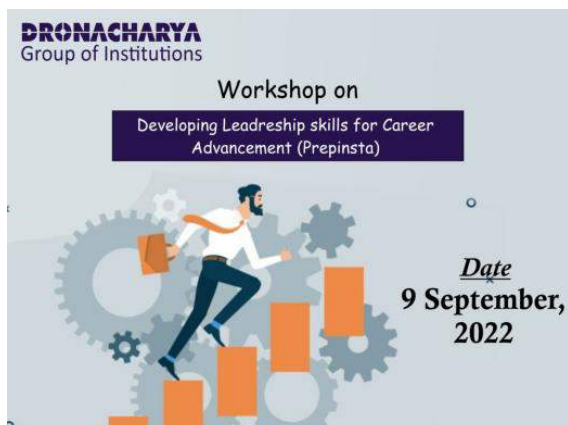 DRONACHARYA
Group of Institutions
Workshop on
Developing Leadreship skills for Career
Advancement (Prepinsta)
Date
9 September,
2022